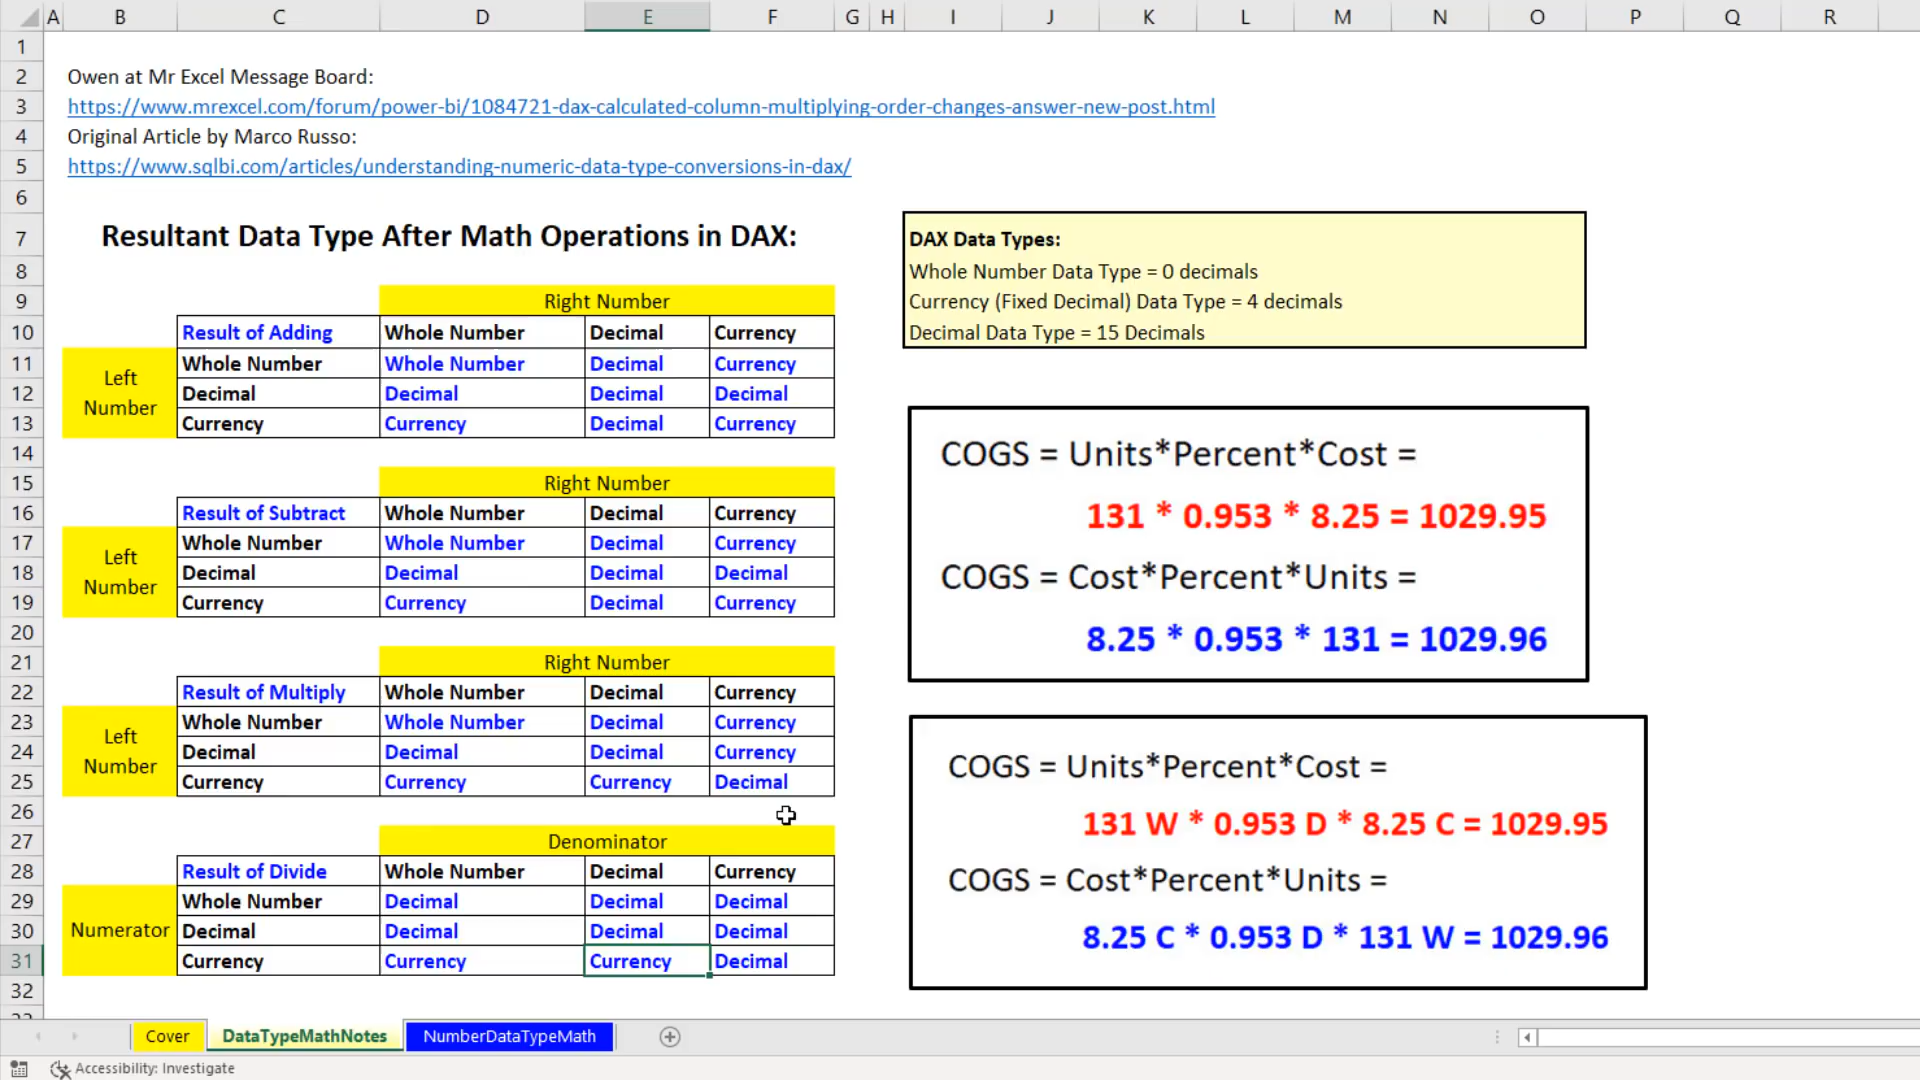 A B C D E F G H I J K L M N O P Q R
1
2 Owen at Mr Excel Message Board:
3 https://www.mrexcel.com/forum/power-bi/1084721-dax-calculated-column-multiplying-order-changes-answer-new-post.html
4 Original Article by Marco Russo:
5 https://www.sqlbi.com/articles/understanding-numeric-data-type-conversions-in-dax/
6
7 Resultant Data Type After Math Operations in DAX:
8
9 Right Number
10 Result of Adding Whole Number Decimal Currency
11 Whole Number Whole Number Decimal Currency
Left Number
12 Decimal Decimal Decimal Decimal
13 Currency Currency Decimal Currency
14
15 Right Number
16 Result of Subtract Whole Number Decimal Currency
17 Whole Number Whole Number Decimal Currency
Left Number
18 Decimal Decimal Decimal Decimal
19 Currency Currency Decimal Currency
20
21 Right Number
22 Result of Multiply Whole Number Decimal Currency
23 Whole Number Whole Number Decimal Currency
Left Number
24 Decimal Decimal Decimal Currency
25 Currency Currency Currency Decimal
26
27 Denominator
28 Result of Divide Whole Number Decimal Currency
29 Whole Number Decimal Decimal Decimal
30 Numerator Decimal Decimal Decimal Decimal
31 Currency Currency Currency Decimal
32
DAX Data Types:
Whole Number Data Type = 0 decimals
Currency (Fixed Decimal) Data Type = 4 decimals
Decimal Data Type = 15 Decimals
COGS = Units*Percent*Cost =
131 * 0.953 * 8.25 = 1029.95
COGS = Cost*Percent*Units =
8.25 * 0.953 * 131 = 1029.96
COGS = Units*Percent*Cost =
131 W * 0.953 D * 8.25 C = 1029.95
COGS = Cost*Percent*Units =
8.25 C * 0.953 D * 131 W = 1029.96
Cover DataTypeMathNotes NumberDataTypeMath
Accessibility: Investigate